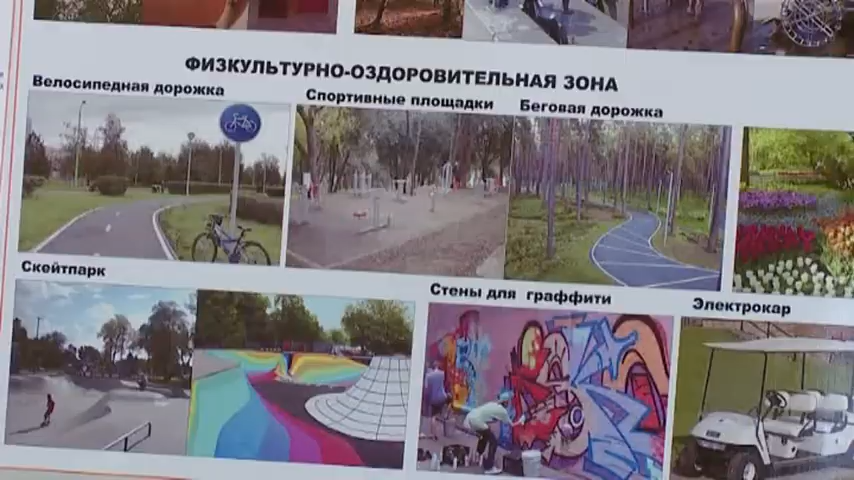 ФИЗКУЛЬТУРНО-ОЗДОРОВИТЕЛЬНАЯ ЗОНА
Велосипедная дорожка
Спортивные площадки
Беговая дорожка
Скейтпарк
Стены для граффити
Электрокар